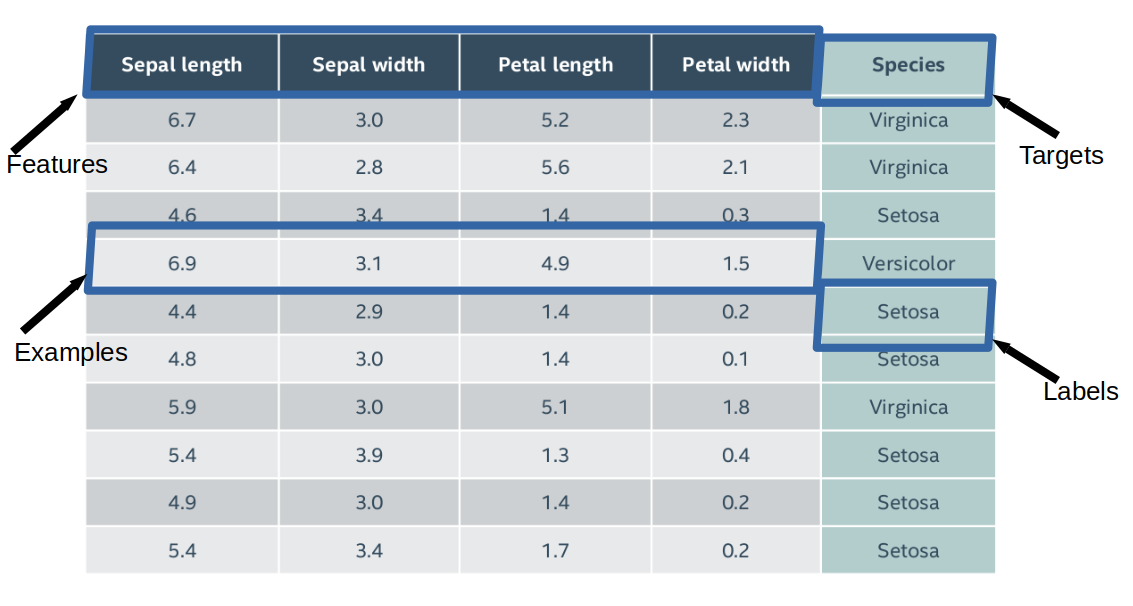 Sepal length Sepal width Petal length Petal width Species
6.7 3.0 5.2 2.3 Virginica
Features
Targets
6.4 2.8 5.6 2.1 Virginica
4.6 3.4 1.4 0.3 Setosa
6.9 3.1 4.9 1.5 Versicolor
4.4 2.9 1.4 0.2 Setosa
Examples
4.8 3.0 1.4 0.1 Setosa
Labels
5.9 3.0 5.1 1.8 Virginica
5.4 3.9 1.3 0.4 Setosa
4.9 3.0 1.4 0.2 Setosa
5.4 3.4 1.7 0.2 Setosa